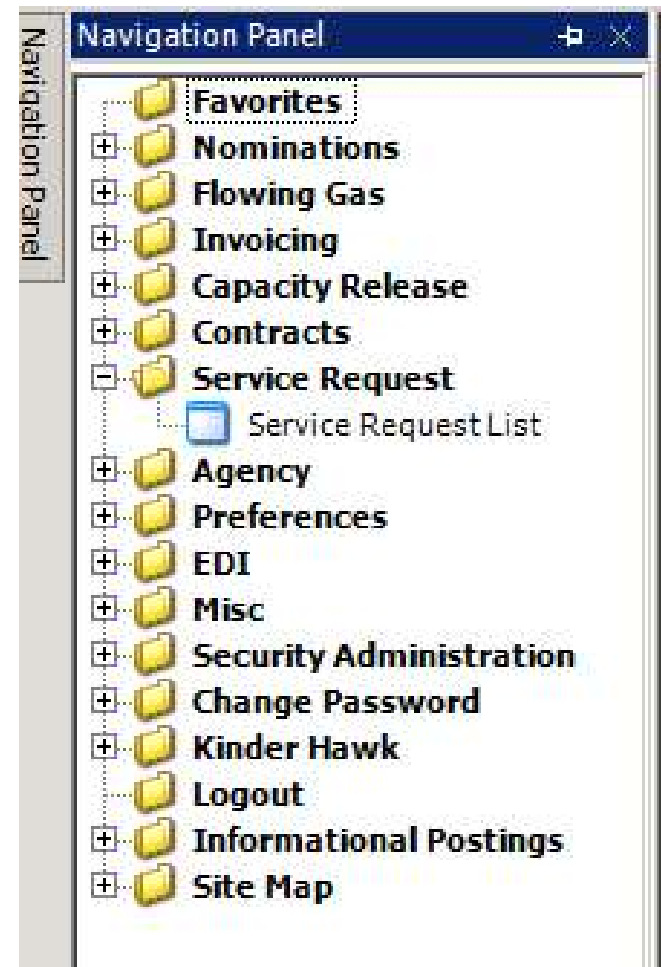 Navigation Panel
Navigation Panel
Favorites
Nominations
Flowing Gas
Invoicing
Capacity Release
Contracts
Service Request
Service Request List
Agency
Preferences
EDI
Misc
Security Administration
Change Password
Kinder Hawk
Logout
Informational Postings
Site Map